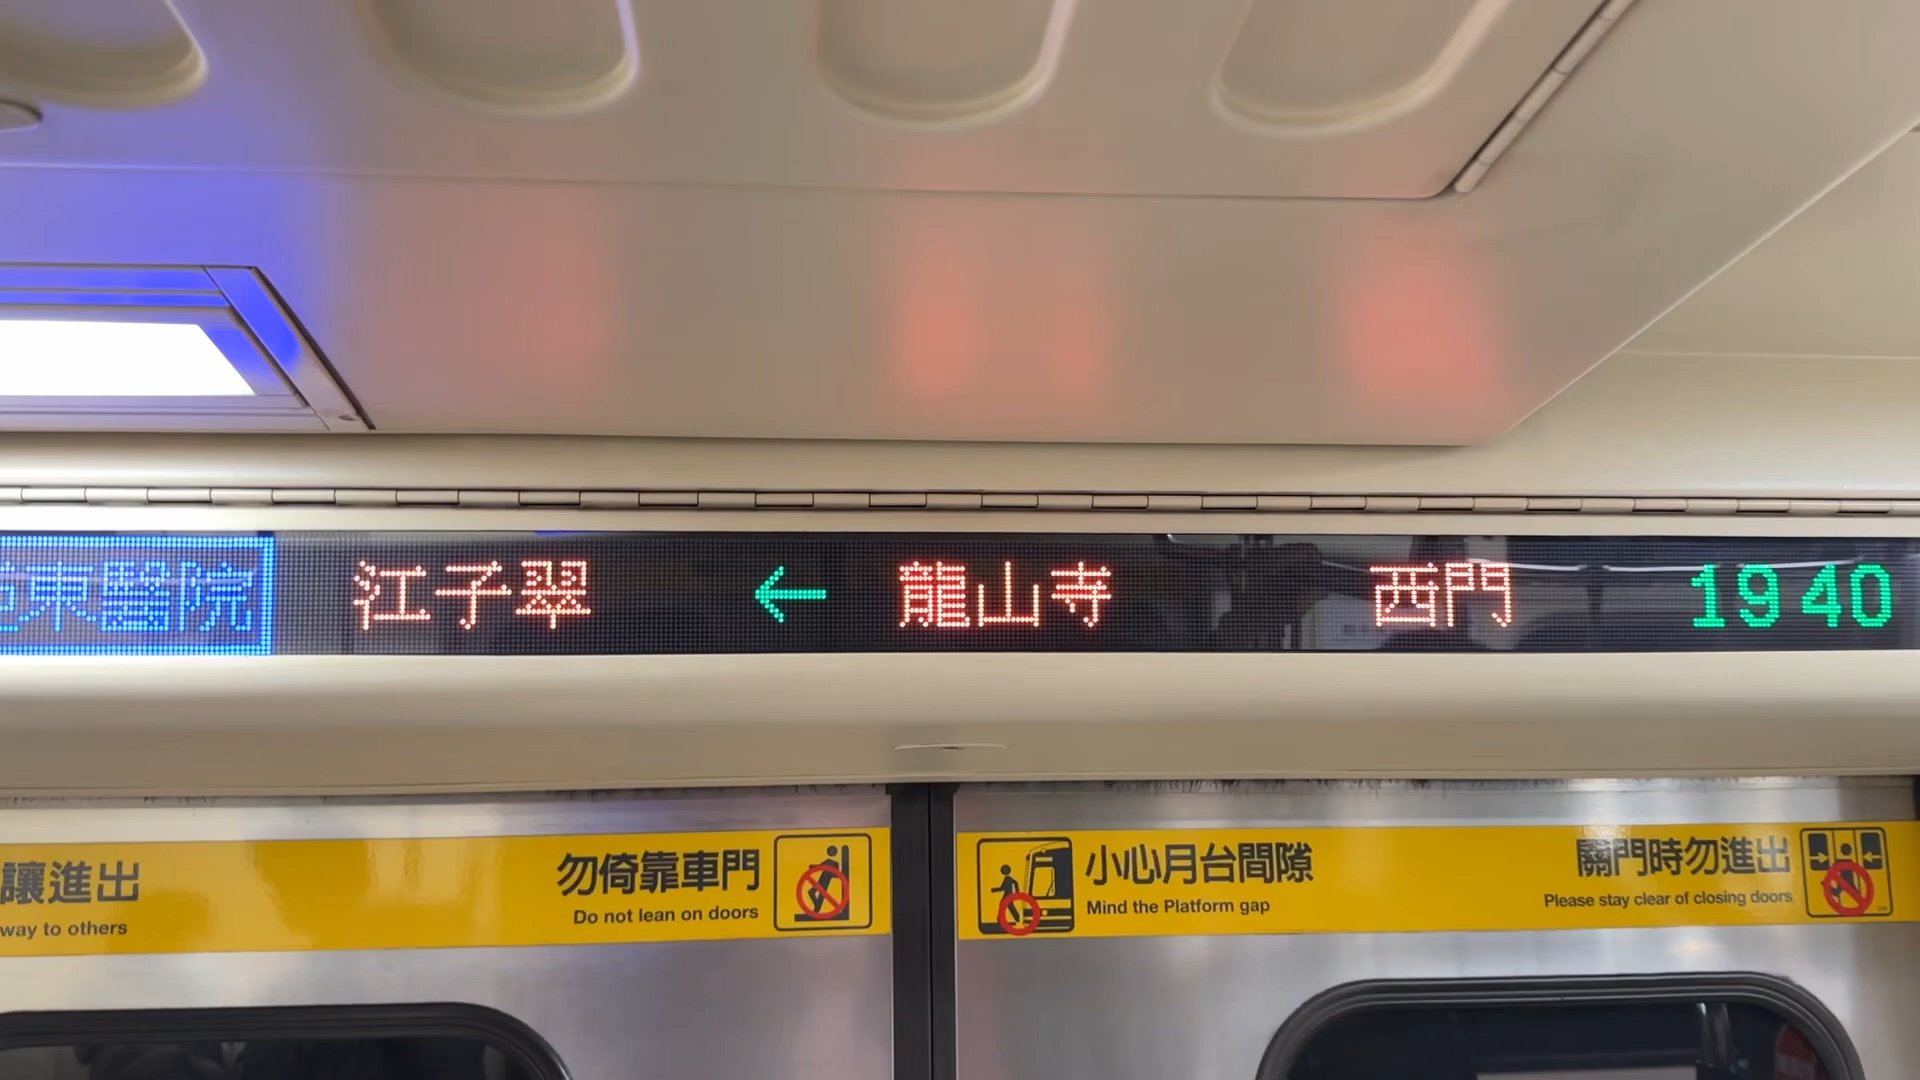 東醫院 江子翠 ← 龍山寺 西門 19 40
讓進出
way to others
勿倚靠車門
Do not lean on doors
小心月台間隙
Mind the Platform gap
關門時勿進出
Please stay clear of closing doors